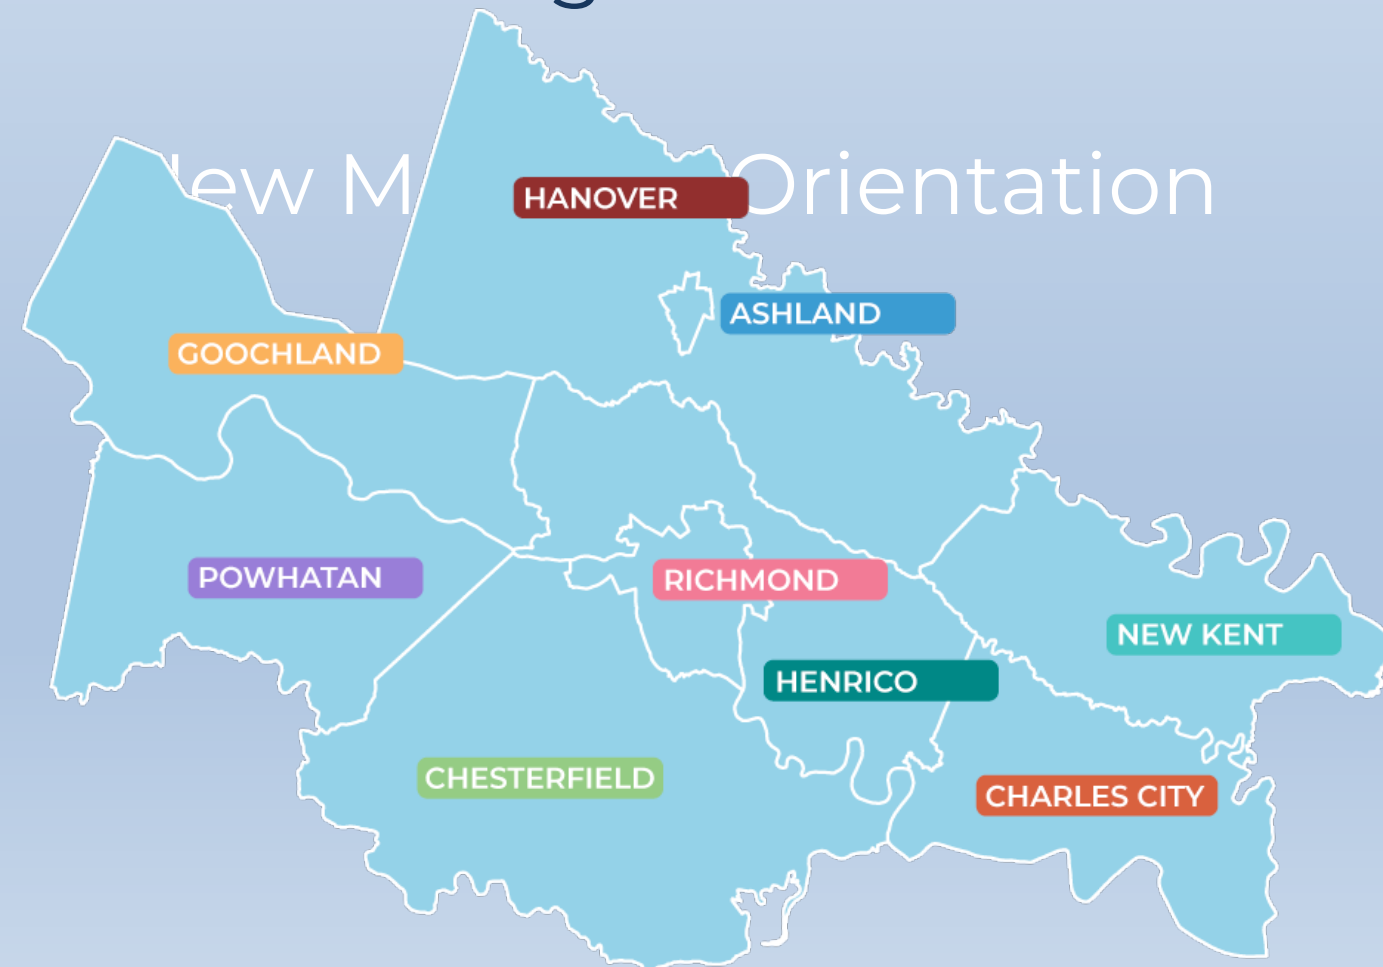 HANOVER
Orientation
ASHLAND
GOOCHLAND
POWHATAN
RICHMOND
NEW KENT
HENRICO
CHESTERFIELD
CHARLES CITY